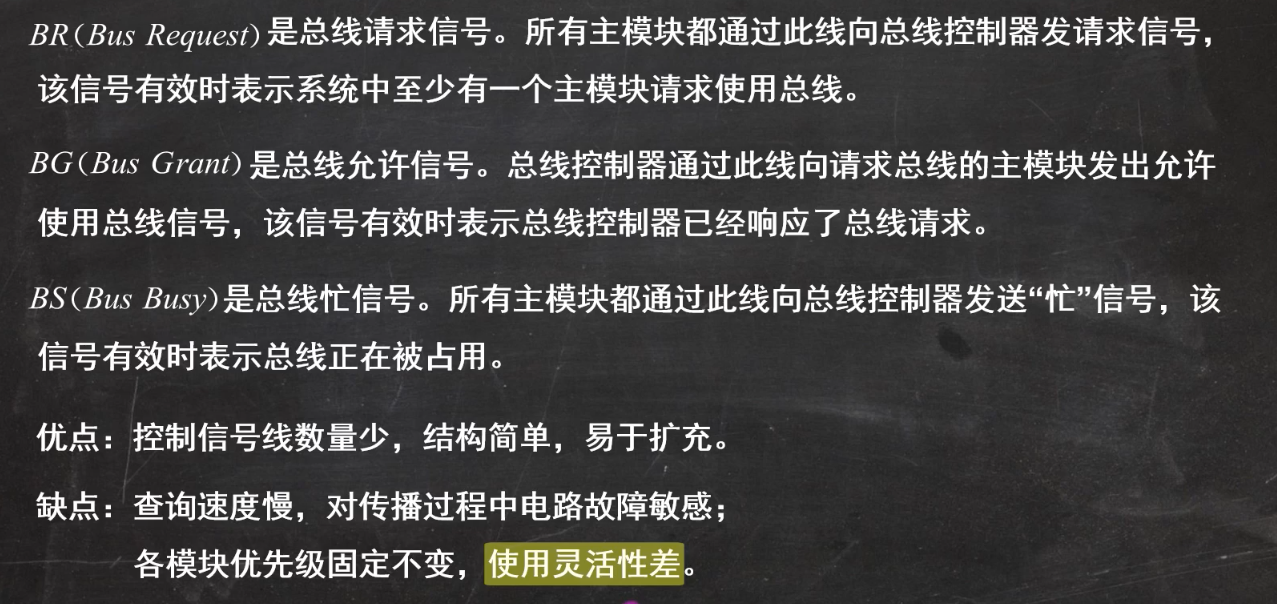 BR(Bus Request)是总线请求信号。所有主模块都通过此线向总线控制器发请求信号，
该信号有效时表示系统中至少有一个主模块请求使用总线。
BG(Bus Grant)是总线允许信号。总线控制器通过此线向请求总线的主模块发出允许
使用总线信号，该信号有效时表示总线控制器已经响应了总线请求。
BS(Bus Busy)是总线忙信号。所有主模块都通过此线向总线控制器发送“忙”信号，该
信号有效时表示总线正在被占用。
优点：控制信号线数量少，结构简单，易于扩充。
缺点：查询速度慢，对传播过程中电路故障敏感；
各模块优先级固定不变，使用灵活性差。